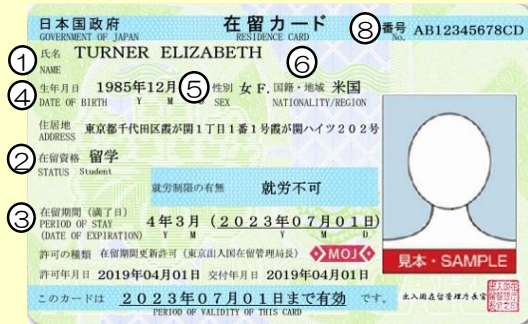 日本国政府 在留カード ⑧番号 AB12345678CD
GOVERNMENT OF JAPAN RESIDENCE CARD No.
① 氏名 TURNER ELIZABETH
NAME ⑥
④ 生年月日 1985年12月 ⑤ 性別 女 F. 国籍・地域 米国
DATE OF BIRTH Y M SEX NATIONALITY/REGION
住居地 東京都千代田区霞が関1丁目1番1号霞が関ハイツ202号
ADDRESS
② 在留資格 留学
STATUS Student
就労制限の有無 就労不可
③ 在留期間(満了日) 4年3月(2023年07月01日)
PERIOD OF STAY Y M Y M D
(DATE OF EXPIRATION)
許可の種類 在留期間更新許可(東京出入国在留管理局長) MOJ
見本・SAMPLE
許可年月日 2019年04月01日 交付年月日 2019年04月01日
このカードは 2023年07月01日まで有効 です。
PERIOD OF VALIDITY OF THIS CARD
出入国在留管理庁長官